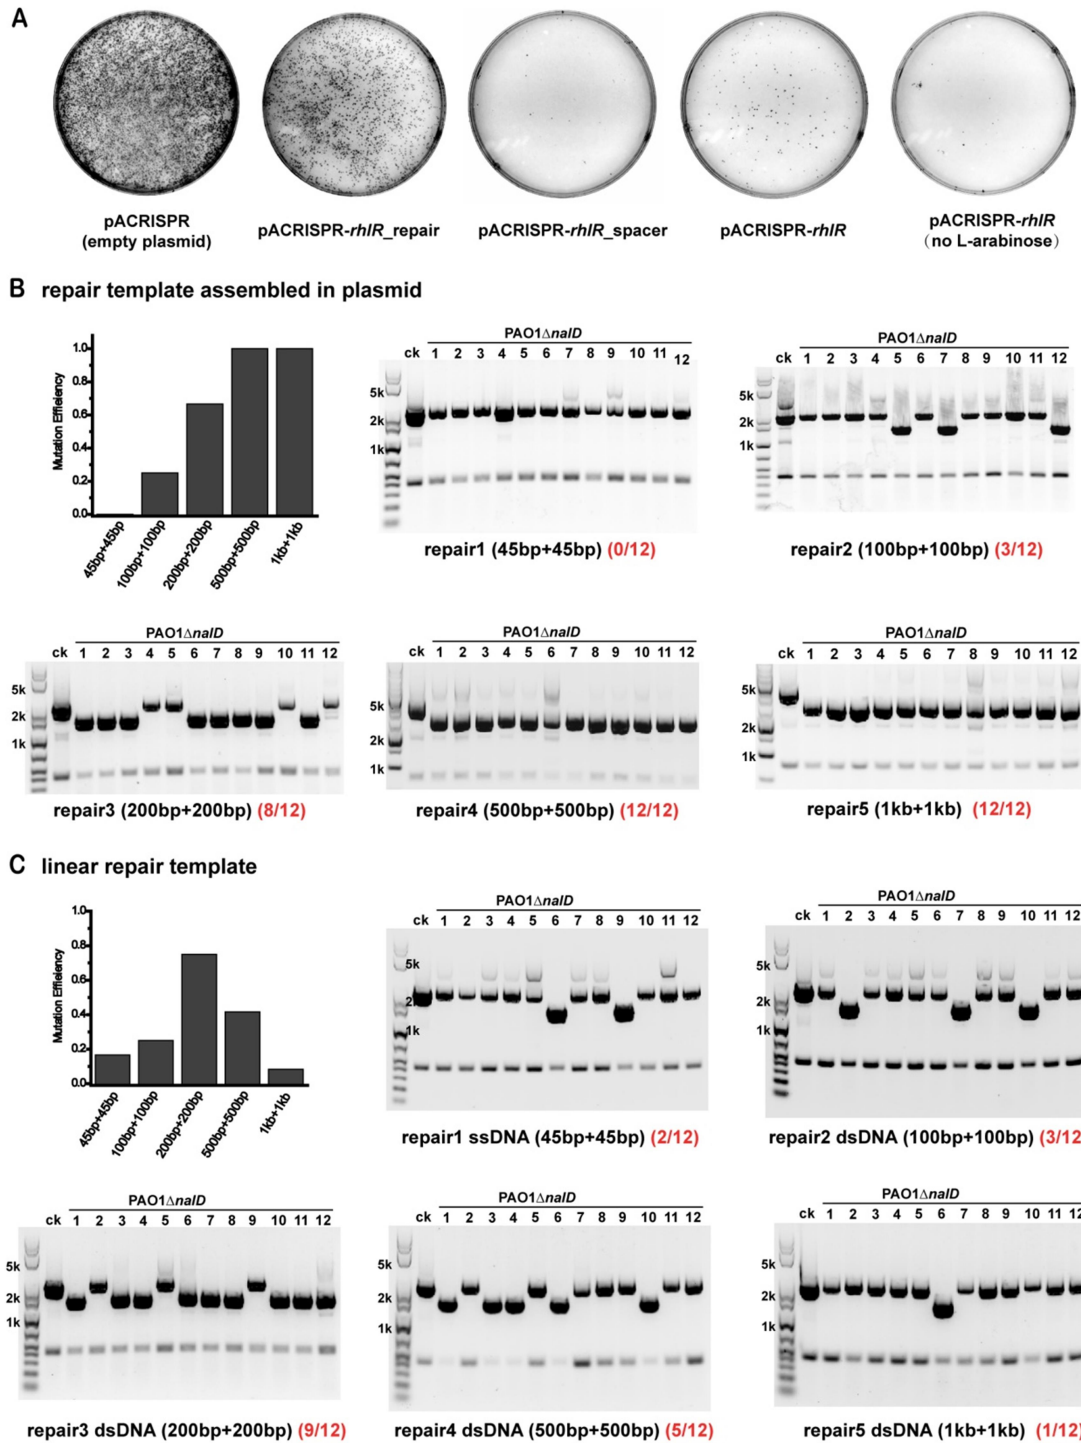 A
pACRISPR
(empty plasmid)
pACRISPR-rhlR_repair
pACRISPR-rhlR_spacer
pACRISPR-rhlR
pACRISPR-rhlR
(no L-arabinose)
B repair template assembled in plasmid
Mutation Effieiency
1.0
0.8
0.6
0.4
0.2
0.0
45bp+45bp
100bp+100bp
200bp+200bp
500bp+500bp
1kb+1kb
PAO1ΔnalD
ck 1 2 3 4 5 6 7 8 9 10 11 12
5k
2k
1k
repair1 (45bp+45bp) (0/12)
PAO1ΔnalD
ck 1 2 3 4 5 6 7 8 9 10 11 12
5k
2k
1k
repair2 (100bp+100bp) (3/12)
PAO1ΔnalD
ck 1 2 3 4 5 6 7 8 9 10 11 12
5k
2k
1k
repair3 (200bp+200bp) (8/12)
PAO1ΔnalD
ck 1 2 3 4 5 6 7 8 9 10 11 12
5k
2k
1k
repair4 (500bp+500bp) (12/12)
PAO1ΔnalD
ck 1 2 3 4 5 6 7 8 9 10 11 12
5k
2k
1k
repair5 (1kb+1kb) (12/12)
C linear repair template
Mutation Effieiency
1.0
0.8
0.6
0.4
0.2
0.0
45bp+45bp
100bp+100bp
200bp+200bp
500bp+500bp
1kb+1kb
PAO1ΔnalD
ck 1 2 3 4 5 6 7 8 9 10 11 12
5k
2k
1k
repair1 ssDNA (45bp+45bp) (2/12)
PAO1ΔnalD
ck 1 2 3 4 5 6 7 8 9 10 11 12
5k
2k
1k
repair2 dsDNA (100bp+100bp) (3/12
PAO1ΔnalD
ck 1 2 3 4 5 6 7 8 9 10 11 12
5k
2k
1k
repair3 dsDNA (200bp+200bp) (9/12)
PAO1ΔnalD
ck 1 2 3 4 5 6 7 8 9 10 11 12
5k
2k
1k
repair4 dsDNA (500bp+500bp) (5/12)
PAO1ΔnalD
ck 1 2 3 4 5 6 7 8 9 10 11 12
5k
2k
1k
repair5 dsDNA (1kb+1kb) (1/12)